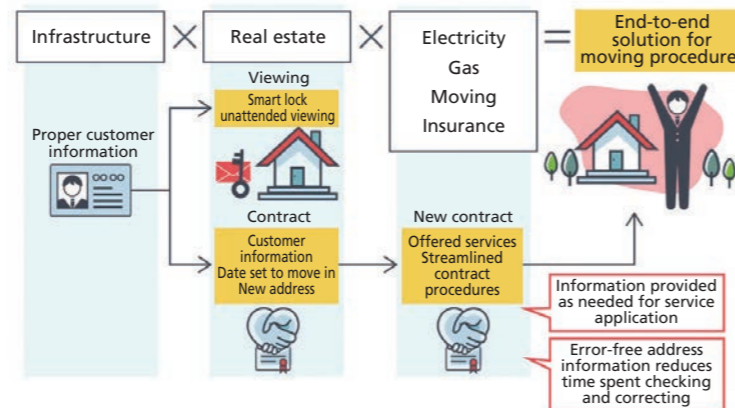 Infrastructure
×
Real estate
×
Electricity
Gas
Moving
Insurance
=
End-to-end
solution for
moving procedure
Viewing
Smart lock
unattended viewing
Proper customer
information
Contract
Customer
information
Date set to move in
New address
New contract
Offered services
Streamlined
contract
procedures
Information provided
as needed for service
application
Error-free address
information reduces
time spent checking
and correcting